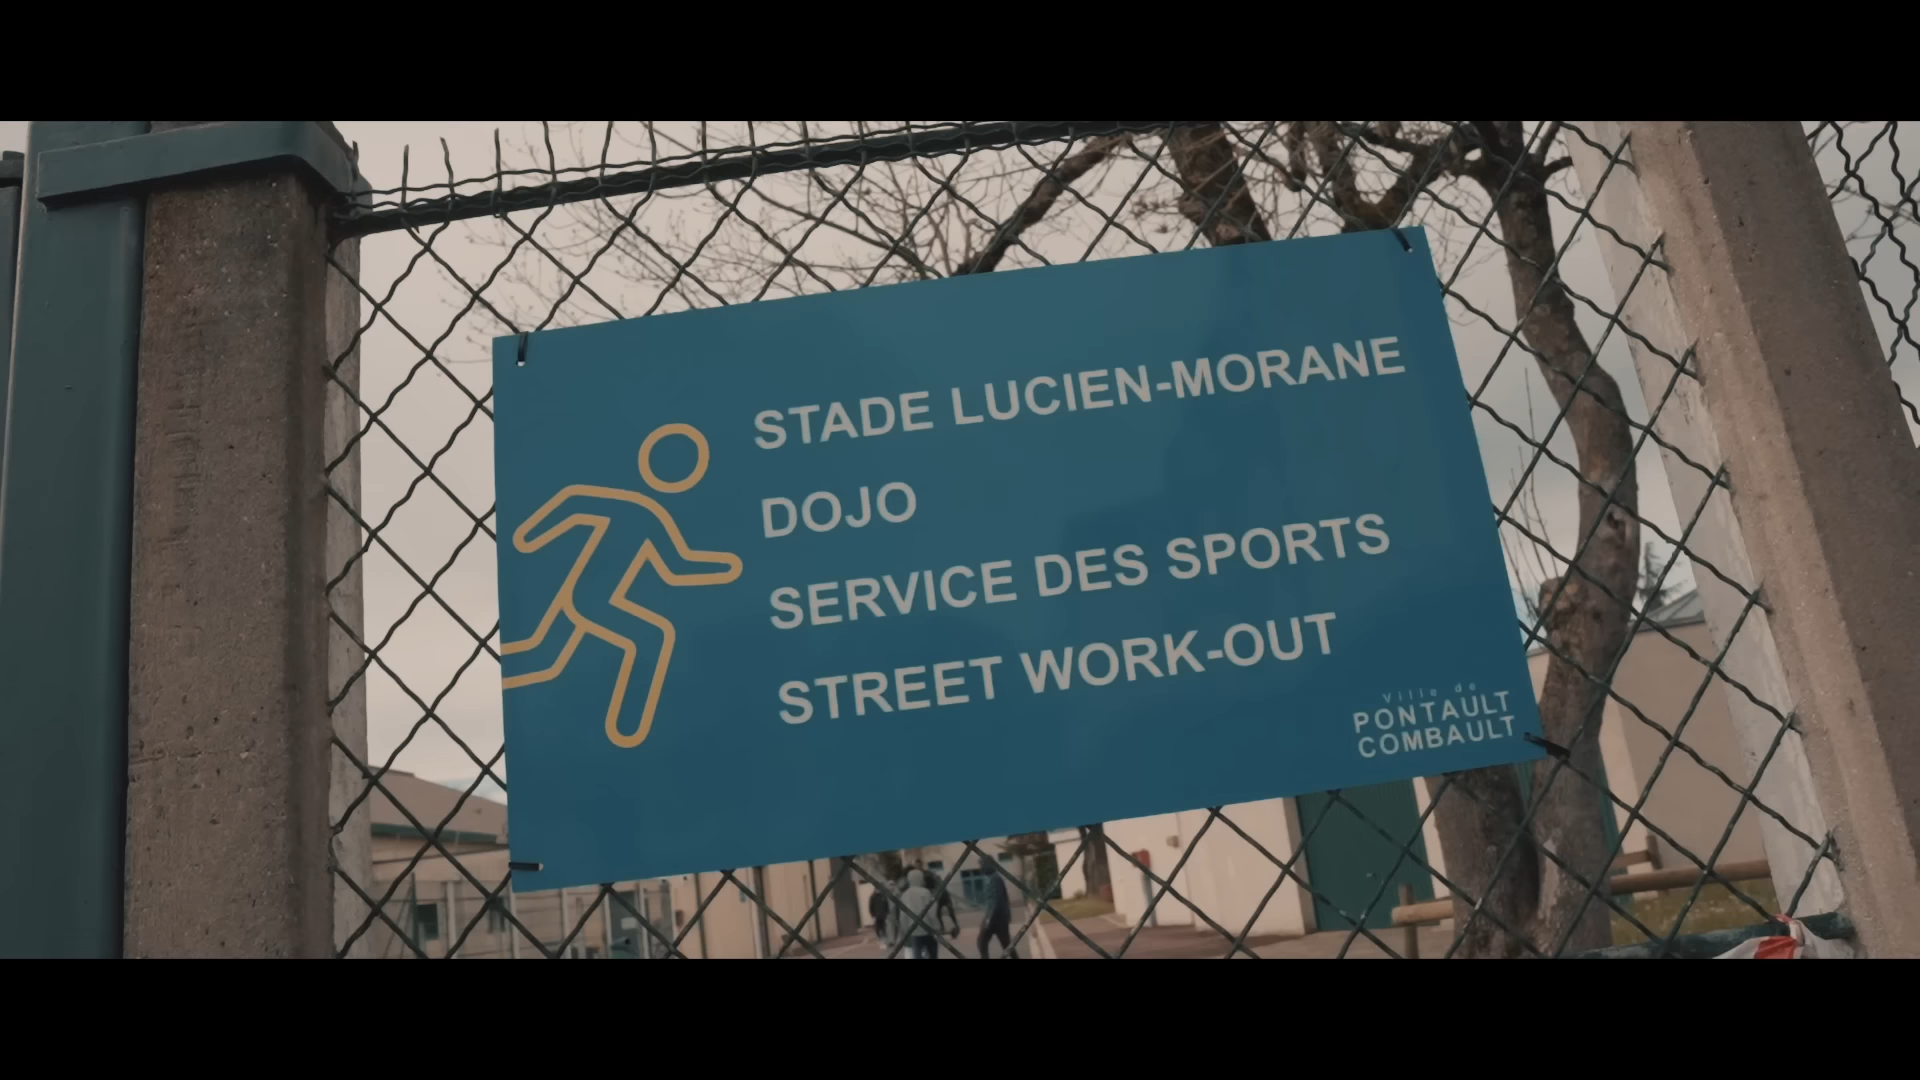 STADE LUCIEN-MORANE
DOJO
SERVICE DES SPORTS
STREET WORK-OUT
Ville de
PONTAULT
COMBAULT